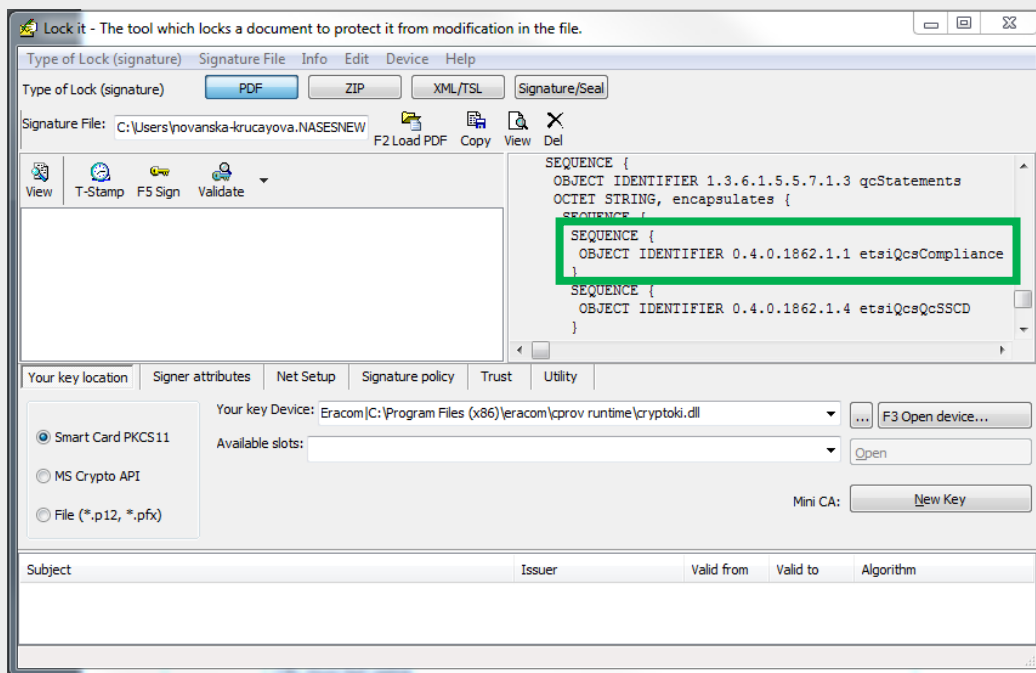 Lock it - The tool which locks a document to protect it from modification in the file.
Type of Lock (signature) Signature File Info Edit Device Help
Type of Lock (signature) PDF ZIP XML/TSL Signature/Seal
Signature File: C:\Users\novanska-krucayova.NASESNEW F2 Load PDF Copy View Del
View T-Stamp F5 Sign Validate
SEQUENCE {
OBJECT IDENTIFIER 1.3.6.1.5.5.7.1.3 qcStatements
OCTET STRING, encapsulates {
SEQUENCE {
SEQUENCE {
OBJECT IDENTIFIER 0.4.0.1862.1.1 etsiQcsCompliance
}
SEQUENCE {
OBJECT IDENTIFIER 0.4.0.1862.1.4 etsiQcsQcSSCD
}
Your key location Signer attributes Net Setup Signature policy Trust Utility
Your key Device: Eracom|C:\Program Files (x86)\eracom\cprov runtime\cryptoki.dll ... F3 Open device...
Smart Card PKCS11
Available slots: Open
MS Crypto API
Mini CA: New Key
File (*.p12, *.pfx)
Subject Issuer Valid from Valid to Algorithm